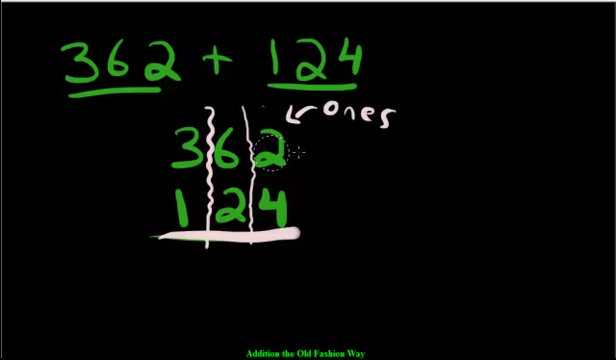 362 + 124
ones
362
124
Addition the Old Fashion Way